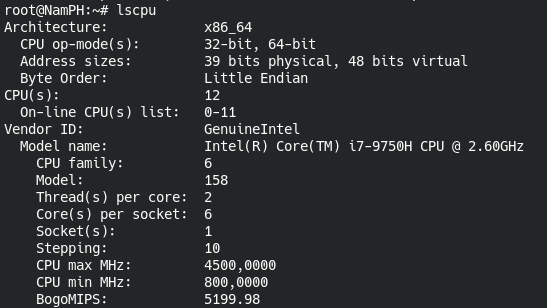 root@NamPH:~# lscpu
Architecture: x86_64
CPU op-mode(s): 32-bit, 64-bit
Address sizes: 39 bits physical, 48 bits virtual
Byte Order: Little Endian
CPU(s): 12
On-line CPU(s) list: 0-11
Vendor ID: GenuineIntel
Model name: Intel(R) Core(TM) i7-9750H CPU @ 2.60GHz
CPU family: 6
Model: 158
Thread(s) per core: 2
Core(s) per socket: 6
Socket(s): 1
Stepping: 10
CPU max MHz: 4500,0000
CPU min MHz: 800,0000
BogoMIPS: 5199.98